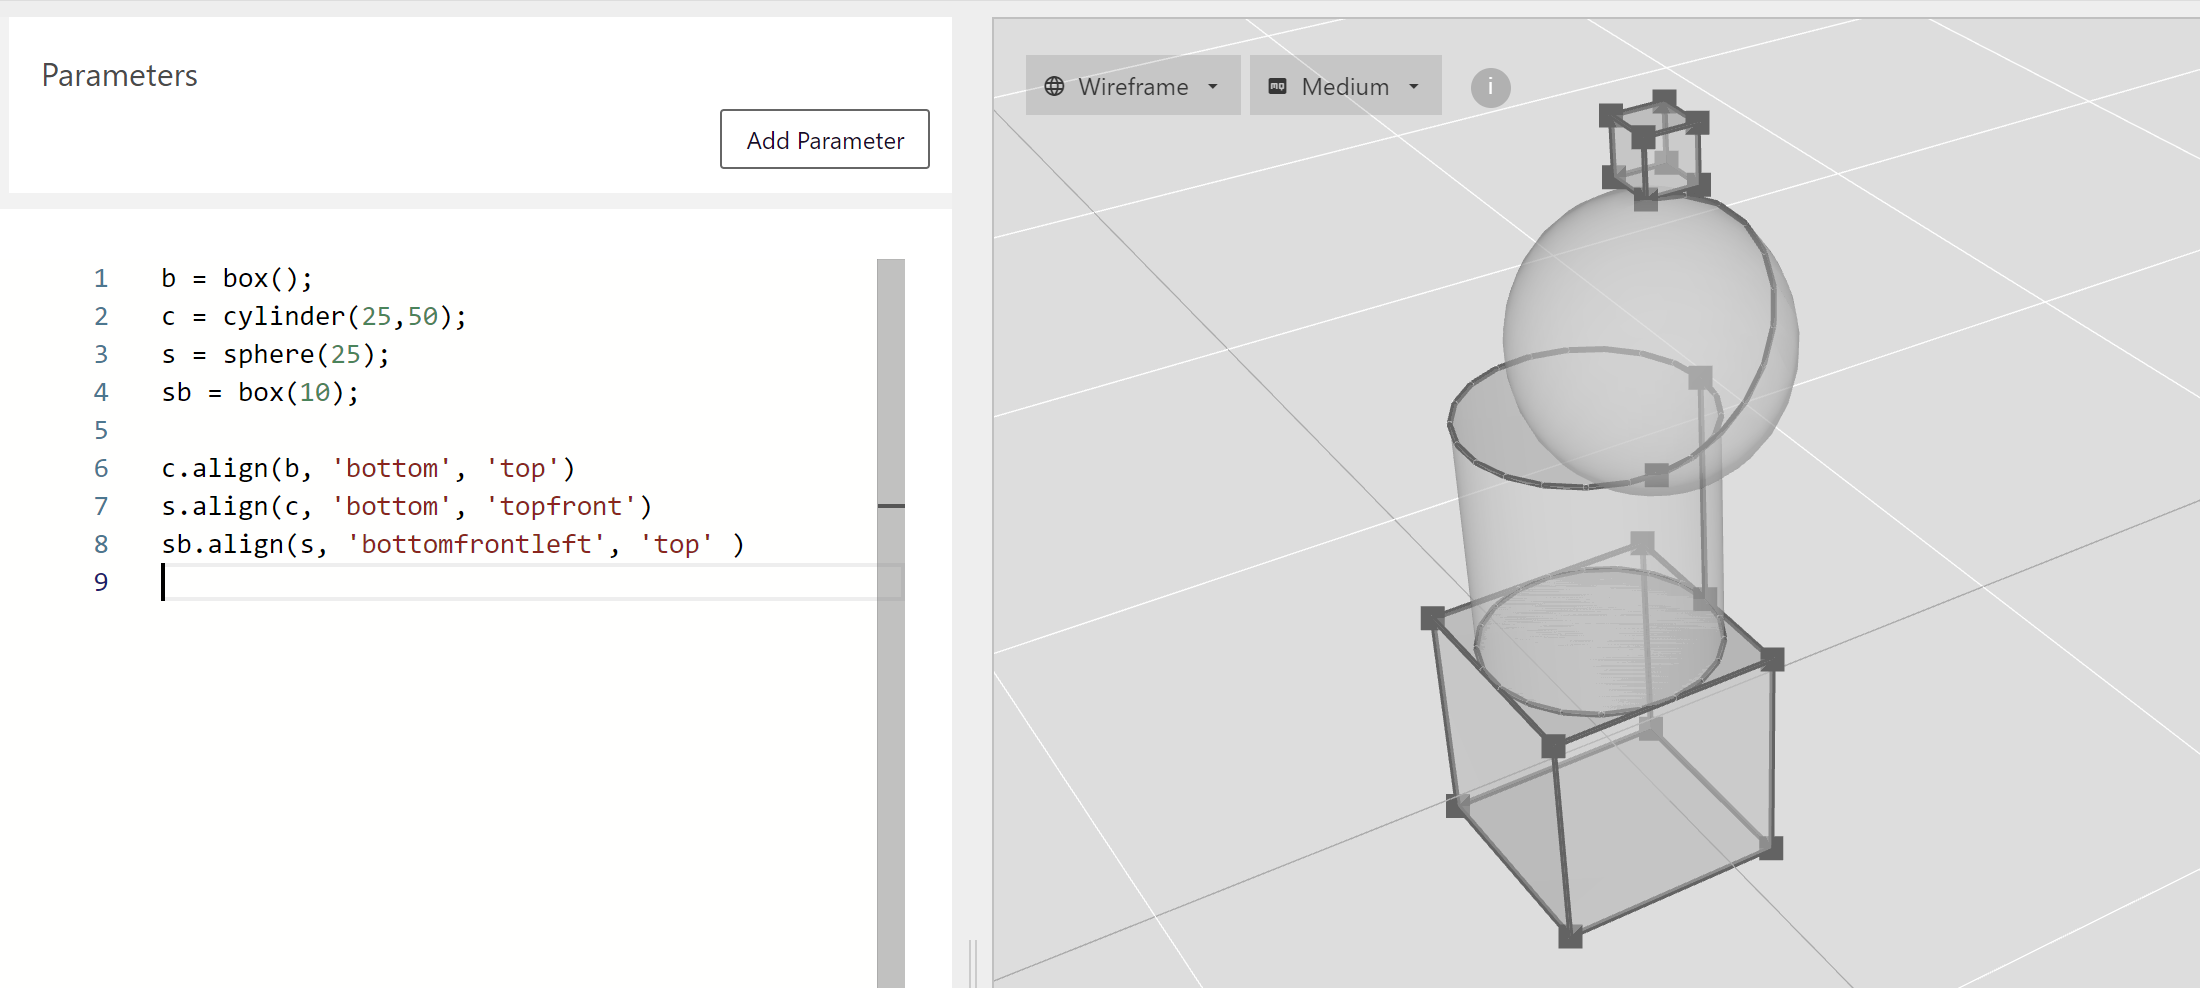 Parameters
Add Parameter
1 b = box();
2 c = cylinder(25,50);
3 s = sphere(25);
4 sb = box(10);
5
6 c.align(b, 'bottom', 'top')
7 s.align(c, 'bottom', 'topfront')
8 sb.align(s, 'bottomfrontleft', 'top' )
9
Wireframe
MQ Medium
i